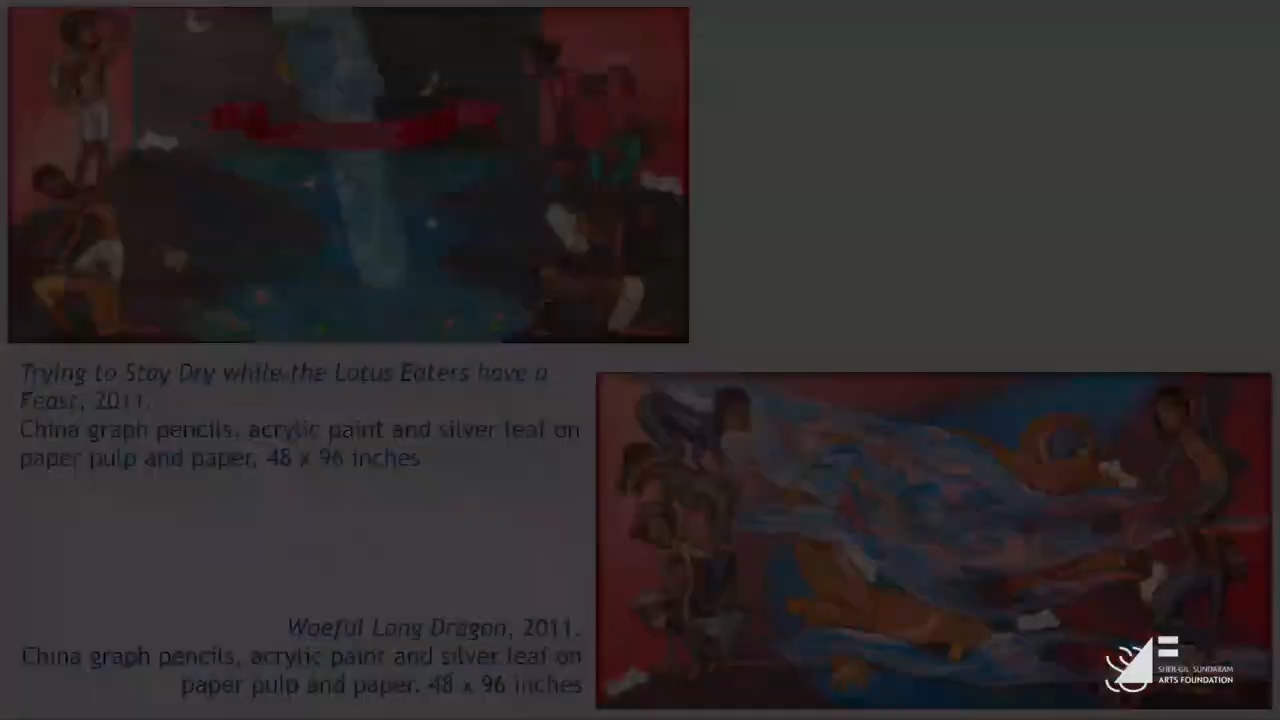 Trying to Stay Dry while the Lotus Eaters have a
Feast, 2011.
China graph pencils, acrylic paint and silver leaf on
paper pulp and paper, 48 x 96 inches
Woeful Long Dragon, 2011.
China graph pencils, acrylic paint and silver leaf on
paper pulp and paper. 48 x 96 inches
SHER-GIL SUNDARAM
ARTS FOUNDATION